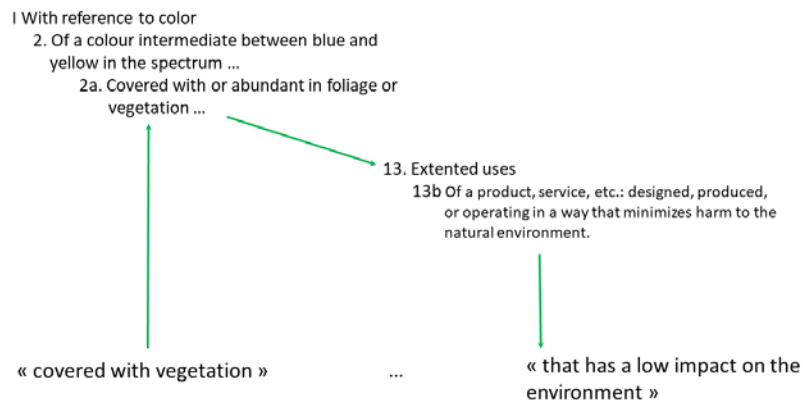 I With reference to color
2. Of a colour intermediate between blue and
yellow in the spectrum ...
2a. Covered with or abundant in foliage or
vegetation ...
13. Extented uses
13b Of a product, service, etc.: designed, produced,
or operating in a way that minimizes harm to the
natural environment.
« covered with vegetation »
...
« that has a low impact on the
environment »